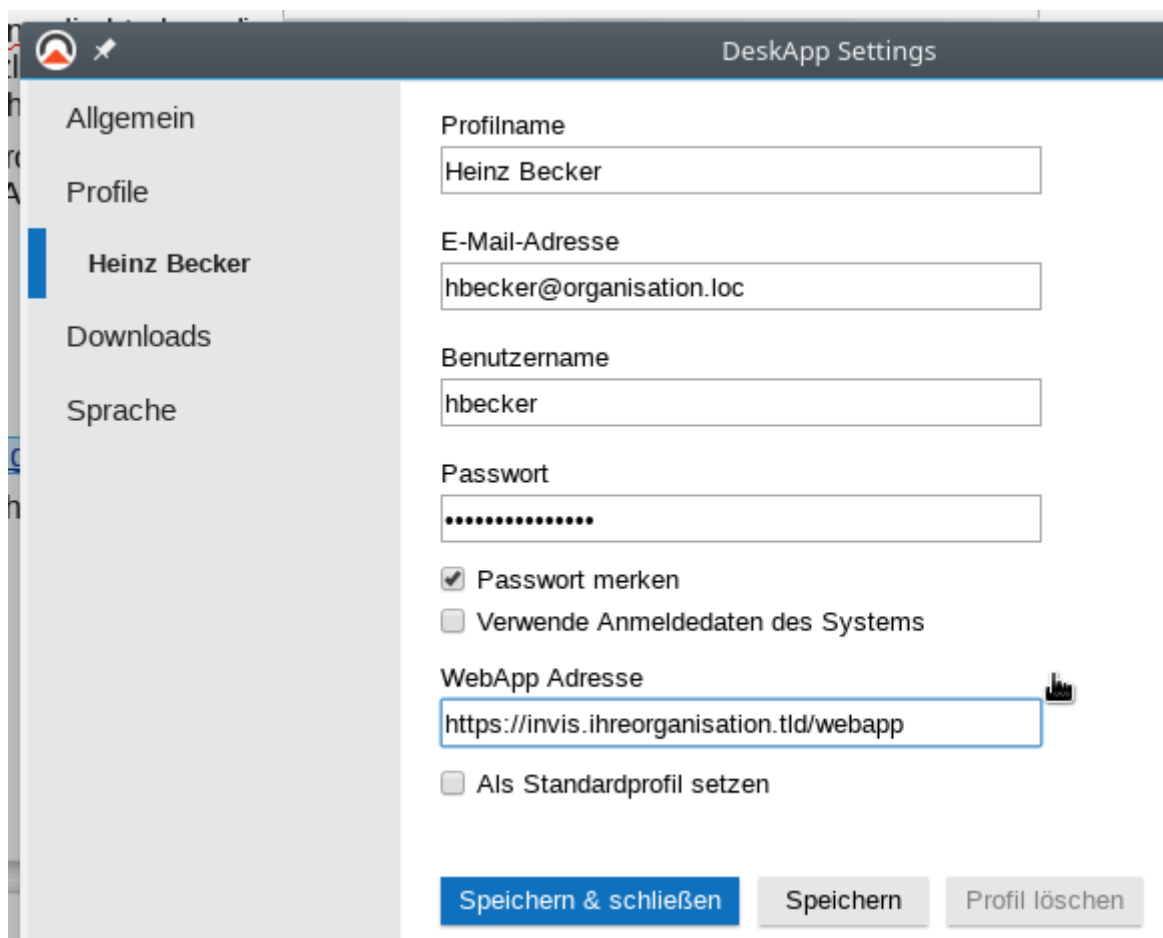 DeskApp Settings
Allgemein
Profile
Heinz Becker
Downloads
Sprache
Profilname
Heinz Becker
E-Mail-Adresse
hbecker@organisation.loc
Benutzername
hbecker
Passwort
•••••••••••••••
Passwort merken
Verwende Anmeldedaten des Systems
WebApp Adresse
https://invis.ihreorganisation.tld/webapp
Als Standardprofil setzen
Speichern & schließen
Speichern
Profil löschen